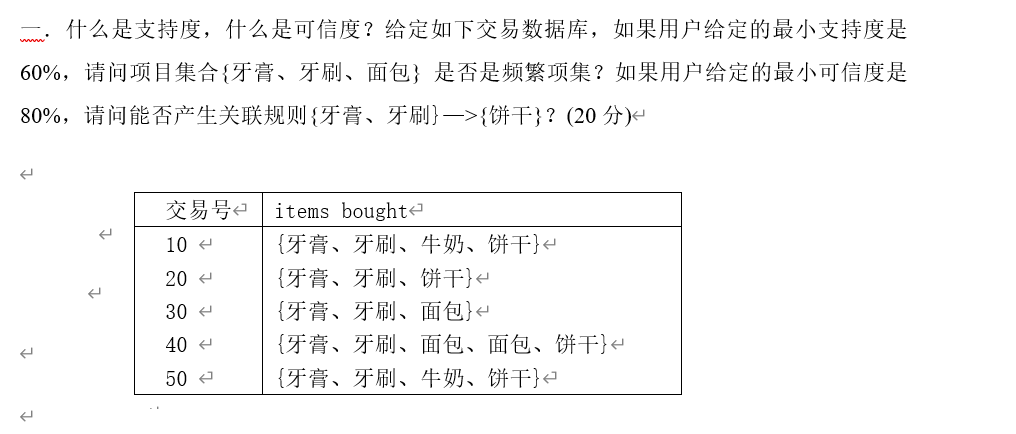 一．什么是支持度，什么是可信度？给定如下交易数据库，如果用户给定的最小支持度是
60%，请问项目集合{牙膏、牙刷、面包} 是否是频繁项集？如果用户给定的最小可信度是
80%，请问能否产生关联规则{牙膏、牙刷}—>{饼干}？(20 分)
交易号 items bought
10 {牙膏、牙刷、牛奶、饼干}
20 {牙膏、牙刷、饼干}
30 {牙膏、牙刷、面包}
40 {牙膏、牙刷、面包、面包、饼干}
50 {牙膏、牙刷、牛奶、饼干}